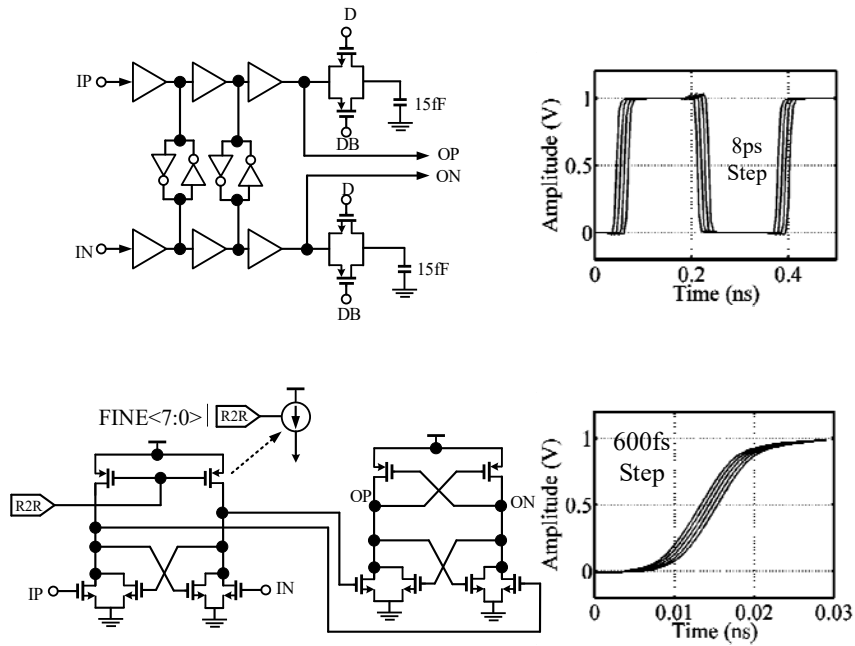 D
IP
15fF
DB
OP
ON
D
IN
15fF
DB
Amplitude (V)
1
0.5
0
8ps
Step
0
0.2
0.4
Time (ns)
FINE<7:0>
R2R
R2R
OP
ON
IP
IN
Amplitude (V)
1
0.5
0
600fs
Step
0
0.01
0.02
0.03
Time (ns)